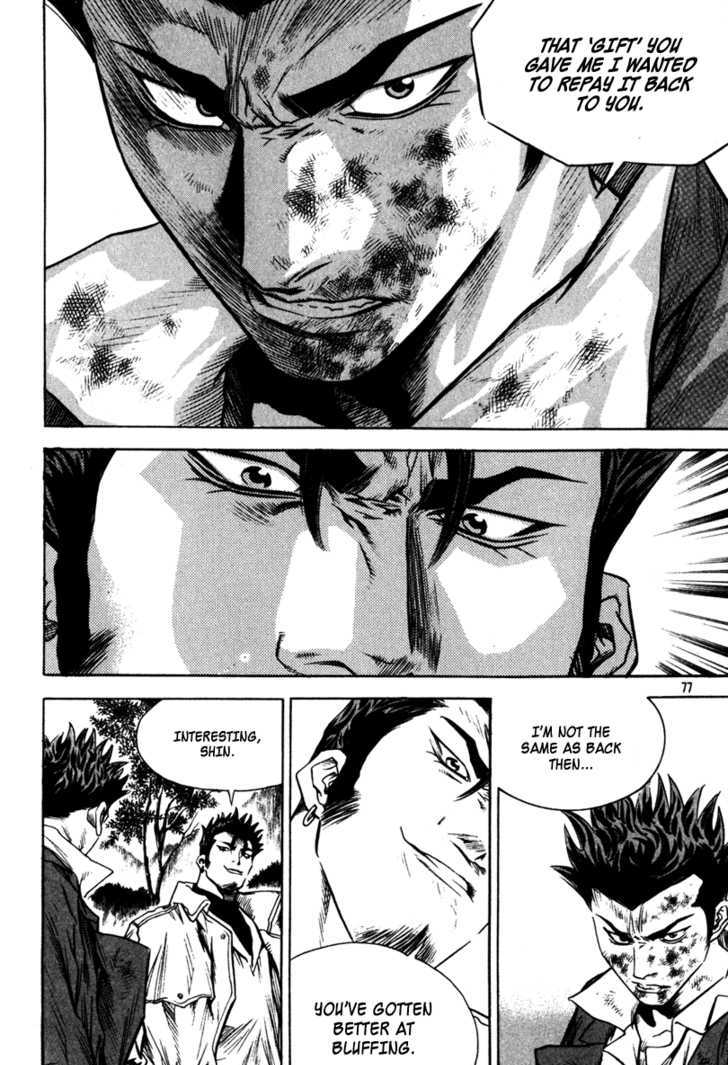 THAT 'GIFT' YOU
GAVE ME I WANTED
TO REPAY IT BACK
TO YOU.
77
I'M NOT THE
SAME AS BACK
THEN...
YOU'VE GOTTEN
BETTER AT
BLUFFING.
INTERESTING,
SHIN.